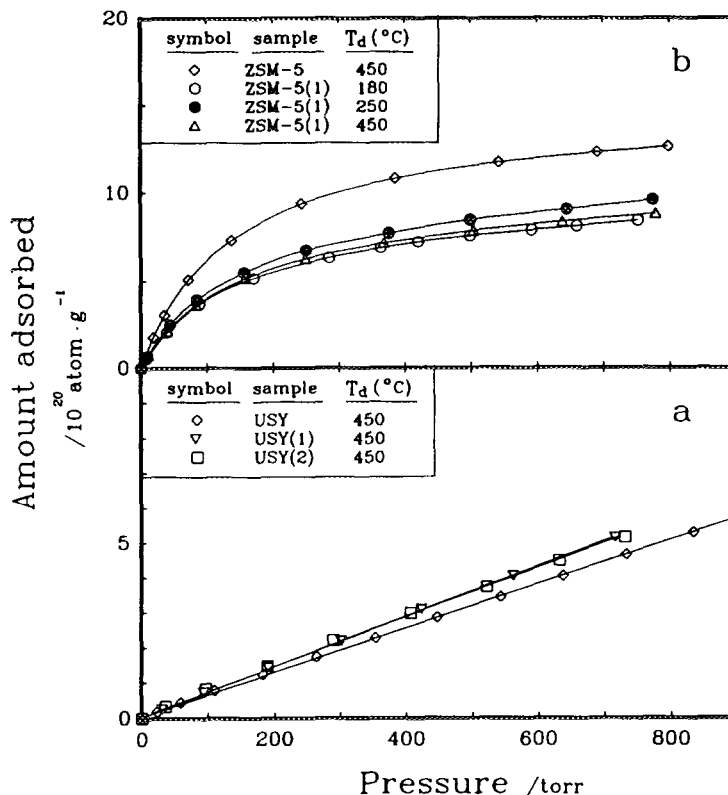 20
symbol sample T_d (°C)
◇ ZSM-5 450
○ ZSM-5(1) 180
● ZSM-5(1) 250
△ ZSM-5(1) 450
b
10
0
symbol sample T_d (°C)
◇ USY 450
▽ USY(1) 450
□ USY(2) 450
a
5
0
0 200 400 600 800
Amount adsorbed
/10²⁰ atom·g⁻¹
Pressure /torr